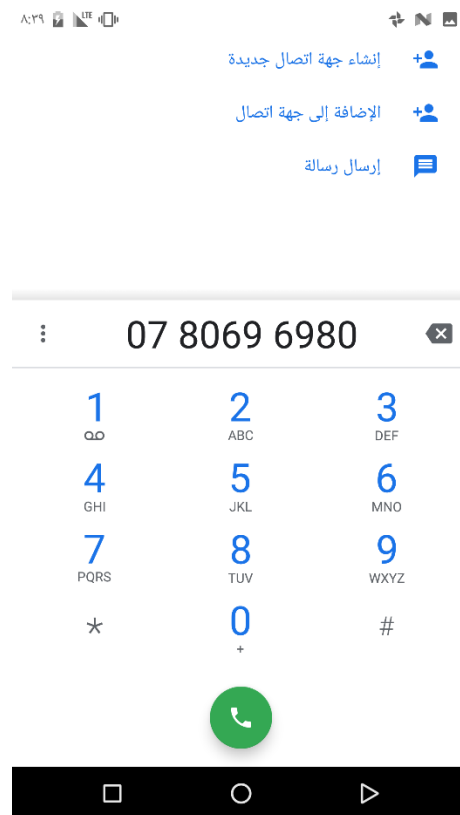 ٨:٣٩ LTE
إنشاء جهة اتصال جديدة
الإضافة إلى جهة اتصال
إرسال رسالة
07 8069 6980
1 2 3
ABC DEF
4 5 6
GHI JKL MNO
7 8 9
PQRS TUV WXYZ
* 0 #
+